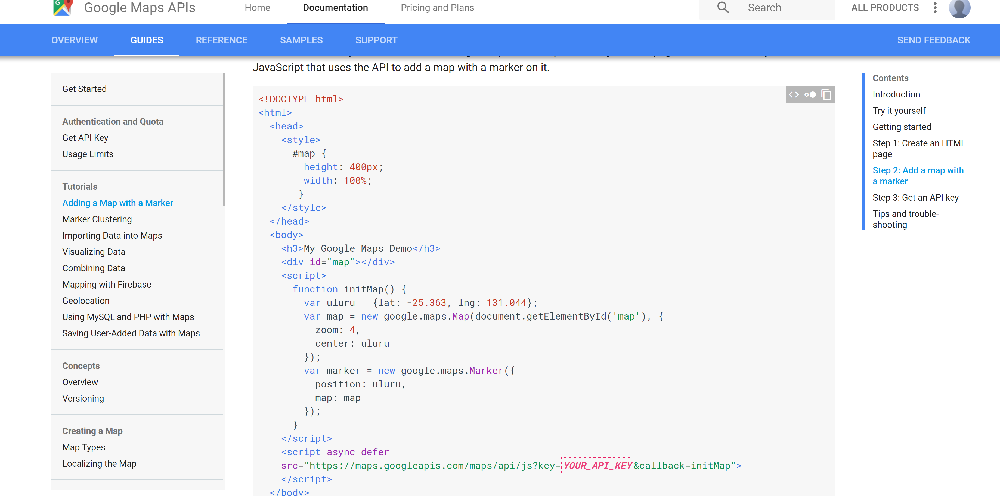 Google Maps APIs
Home
Documentation
Pricing and Plans
Search
ALL PRODUCTS
OVERVIEW
GUIDES
REFERENCE
SAMPLES
SUPPORT
SEND FEEDBACK
Get Started
Authentication and Quota
Get API Key
Usage Limits
Tutorials
Adding a Map with a Marker
Marker Clustering
Importing Data into Maps
Visualizing Data
Combining Data
Mapping with Firebase
Geolocation
Using MySQL and PHP with Maps
Saving User-Added Data with Maps
Concepts
Overview
Versioning
Creating a Map
Map Types
Localizing the Map
JavaScript that uses the API to add a map with a marker on it.
<!DOCTYPE html>
<html>
  <head>
    <style>
      #map {
        height: 400px;
        width: 100%;
       }
    </style>
  </head>
  <body>
    <h3>My Google Maps Demo</h3>
    <div id="map"></div>
    <script>
      function initMap() {
        var uluru = {lat: -25.363, lng: 131.044};
        var map = new google.maps.Map(document.getElementById('map'), {
          zoom: 4,
          center: uluru
        });
        var marker = new google.maps.Marker({
          position: uluru,
          map: map
        });
      }
    </script>
    <script async defer
    src="https://maps.googleapis.com/maps/api/js?key=YOUR_API_KEY&callback=initMap">
    </script>
  </body>
Contents
Introduction
Try it yourself
Getting started
Step 1: Create an HTML
page
Step 2: Add a map with
a marker
Step 3: Get an API key
Tips and trouble-
shooting